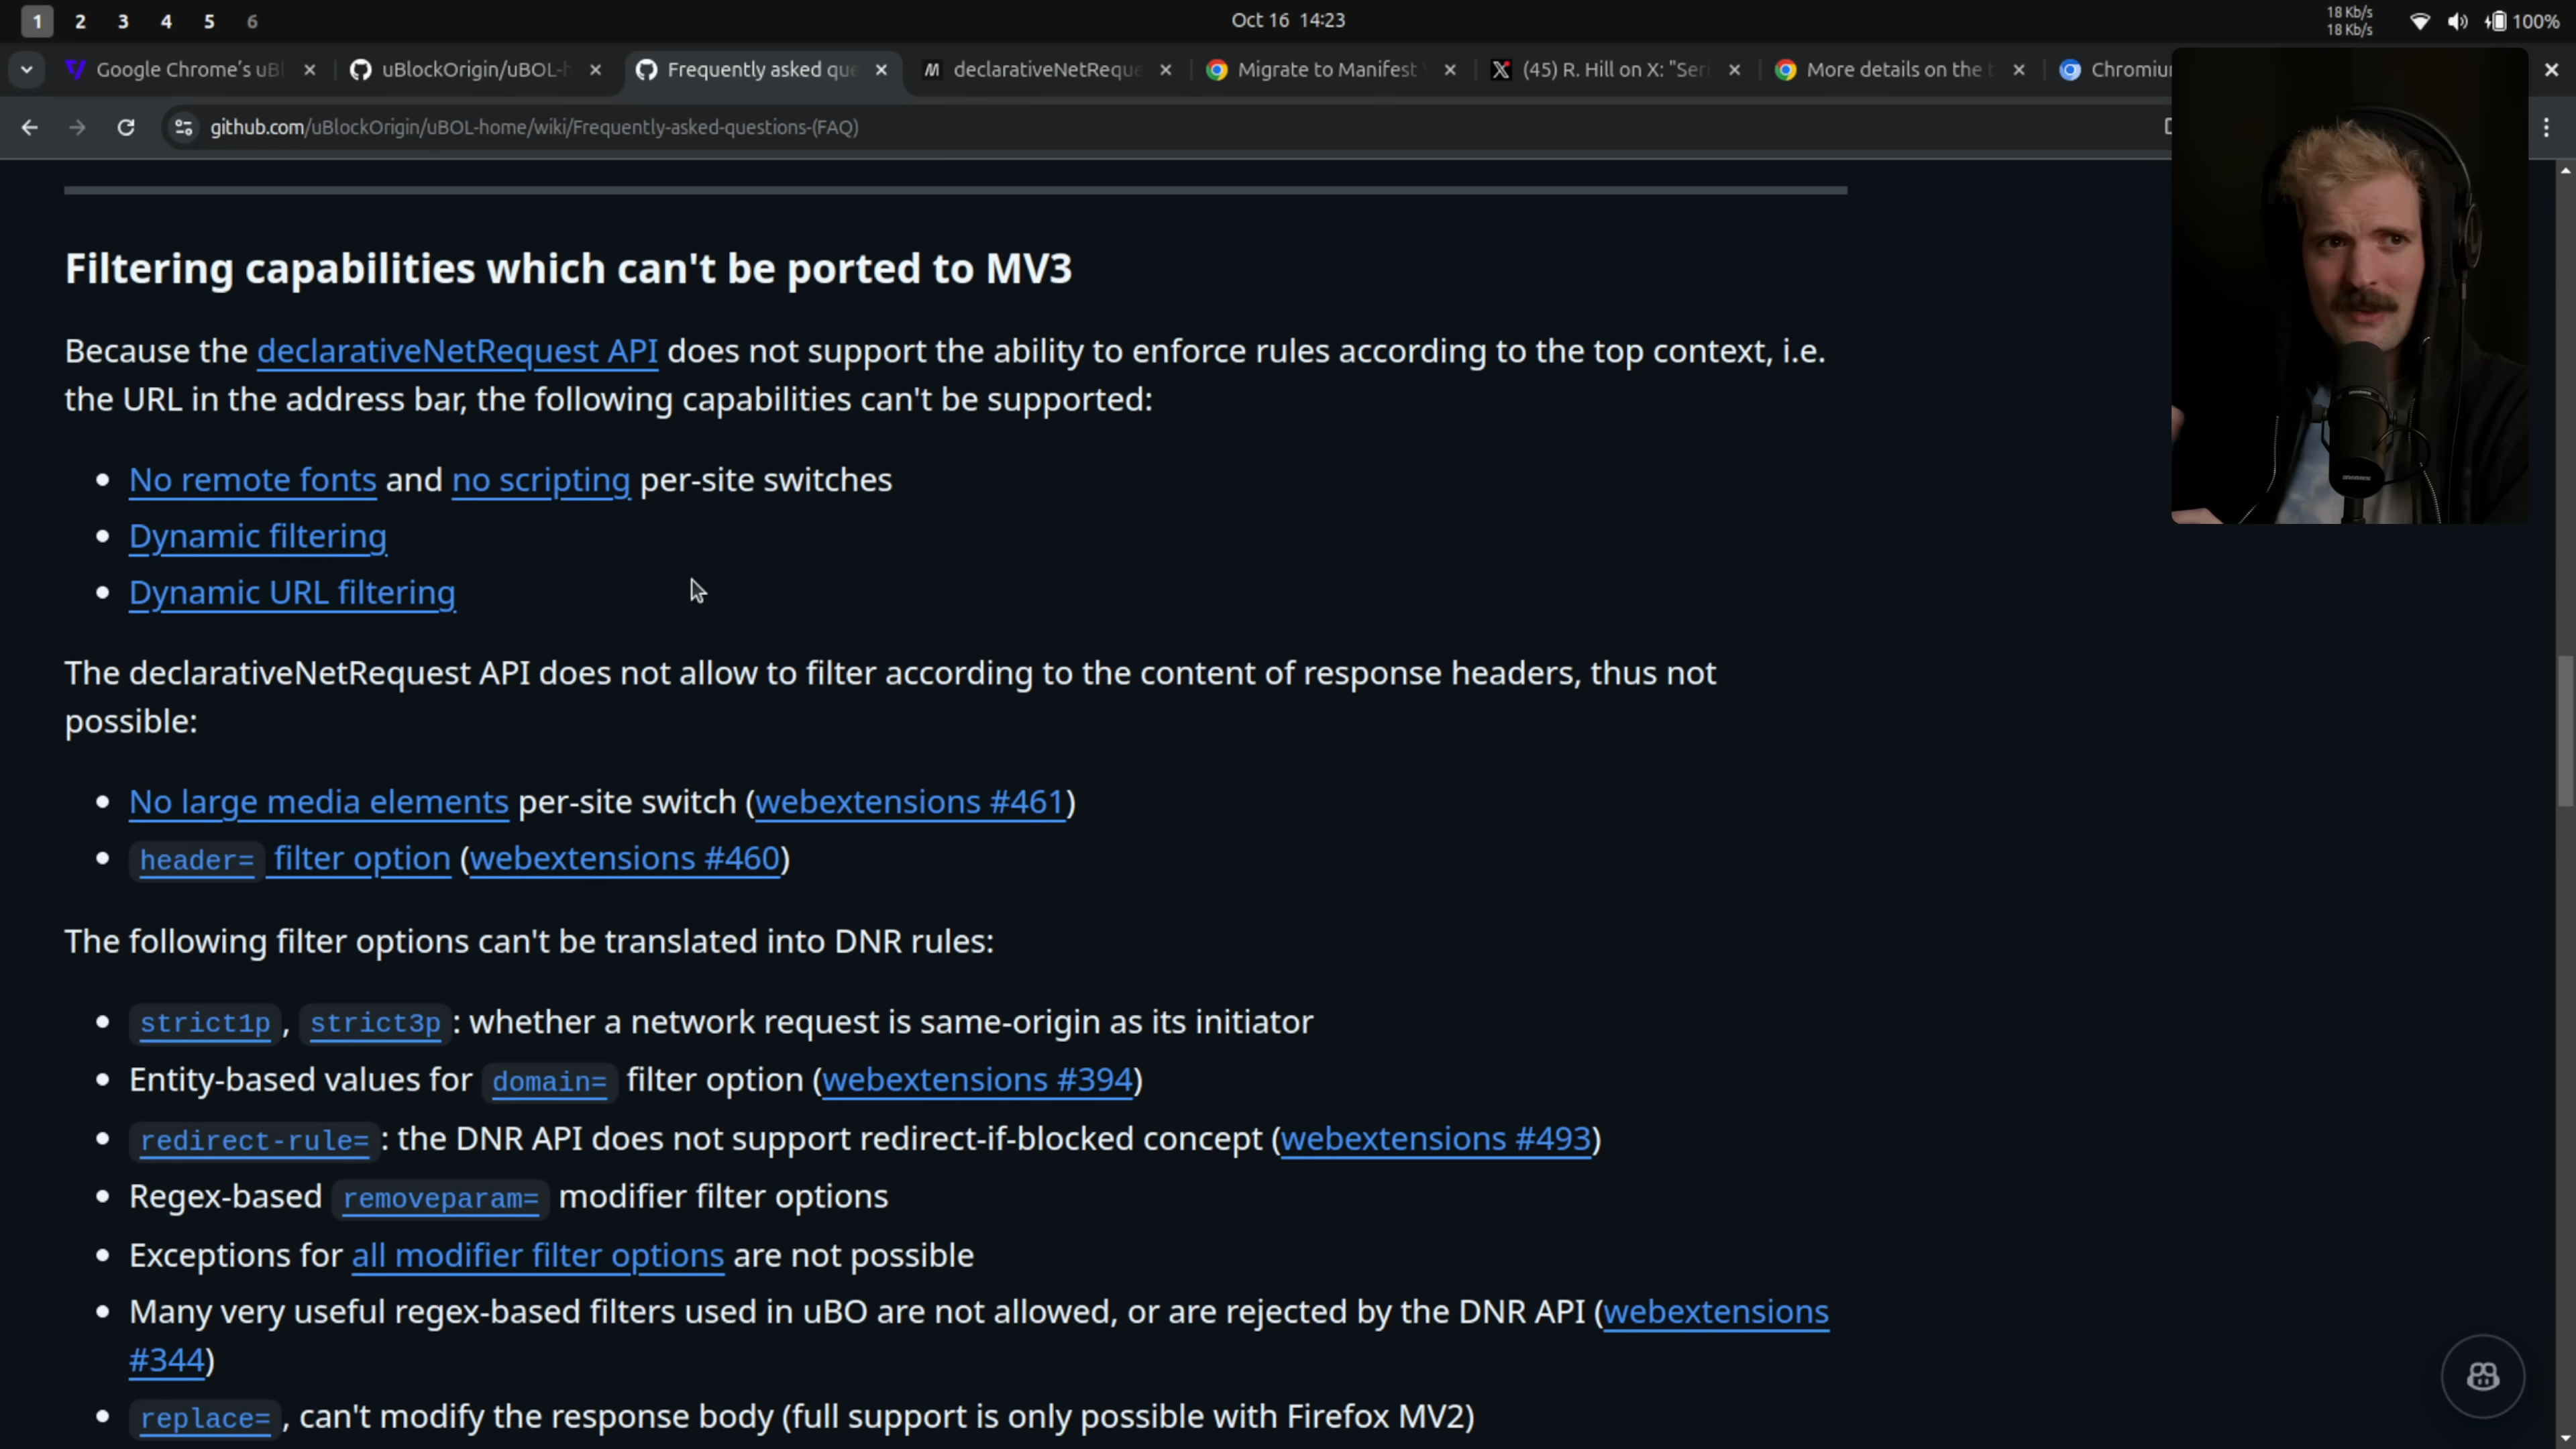 1 2 3 4 5 6
Oct 16 14:23
18 Kb/s
18 Kb/s
100%
Google Chrome's uB
uBlockOrigin/uBOL-h
Frequently asked que
declarativeNetReque
Migrate to Manifest
(45) R. Hill on X: "Seri
More details on the t
Chromiu
github.com/uBlockOrigin/uBOL-home/wiki/Frequently-asked-questions-(FAQ)
Filtering capabilities which can't be ported to MV3
Because the declarativeNetRequest API does not support the ability to enforce rules according to the top context, i.e.
the URL in the address bar, the following capabilities can't be supported:
No remote fonts and no scripting per-site switches
Dynamic filtering
Dynamic URL filtering
The declarativeNetRequest API does not allow to filter according to the content of response headers, thus not
possible:
No large media elements per-site switch (webextensions #461)
header= filter option (webextensions #460)
The following filter options can't be translated into DNR rules:
strict1p, strict3p: whether a network request is same-origin as its initiator
Entity-based values for domain= filter option (webextensions #394)
redirect-rule=: the DNR API does not support redirect-if-blocked concept (webextensions #493)
Regex-based removeparam= modifier filter options
Exceptions for all modifier filter options are not possible
Many very useful regex-based filters used in uBO are not allowed, or are rejected by the DNR API (webextensions
#344)
replace=, can't modify the response body (full support is only possible with Firefox MV2)